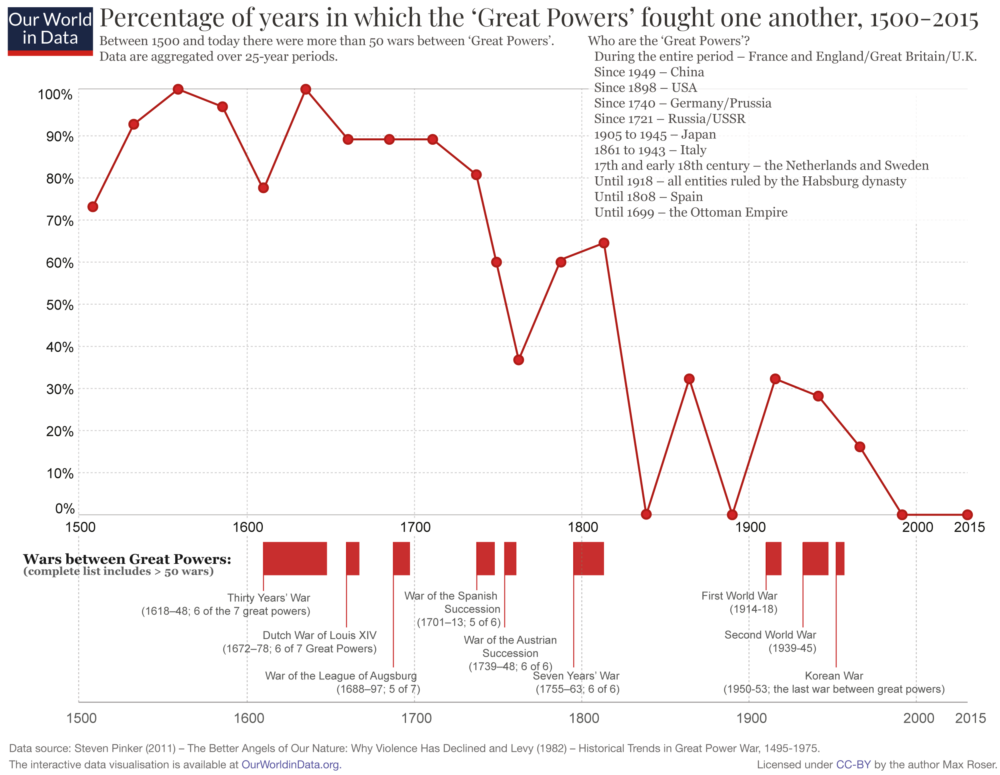 Our World
in Data
Percentage of years in which the ‘Great Powers’ fought one another, 1500-2015
Between 1500 and today there were more than 50 wars between ‘Great Powers’.
Data are aggregated over 25-year periods.
Who are the ‘Great Powers’?
During the entire period – France and England/Great Britain/U.K.
Since 1949 – China
Since 1898 – USA
Since 1740 – Germany/Prussia
Since 1721 – Russia/USSR
1905 to 1945 – Japan
1861 to 1943 – Italy
17th and early 18th century – the Netherlands and Sweden
Until 1918 – all entities ruled by the Habsburg dynasty
Until 1808 – Spain
Until 1699 – the Ottoman Empire
100%
90%
80%
70%
60%
50%
40%
30%
20%
10%
0%
1500 1600 1700 1800 1900 2000 2015
Wars between Great Powers:
(complete list includes > 50 wars)
Thirty Years’ War
(1618–48; 6 of the 7 great powers)
Dutch War of Louis XIV
(1672–78; 6 of 7 Great Powers)
War of the League of Augsburg
(1688–97; 5 of 7)
War of the Spanish
Succession
(1701–13; 5 of 6)
War of the Austrian
Succession
(1739–48; 6 of 6)
Seven Years’ War
(1755–63; 6 of 6)
First World War
(1914-18)
Second World War
(1939-45)
Korean War
(1950-53; the last war between great powers)
1500 1600 1700 1800 1900 2000 2015
Data source: Steven Pinker (2011) – The Better Angels of Our Nature: Why Violence Has Declined and Levy (1982) – Historical Trends in Great Power War, 1495-1975.
The interactive data visualisation is available at OurWorldinData.org.
Licensed under CC-BY by the author Max Roser.